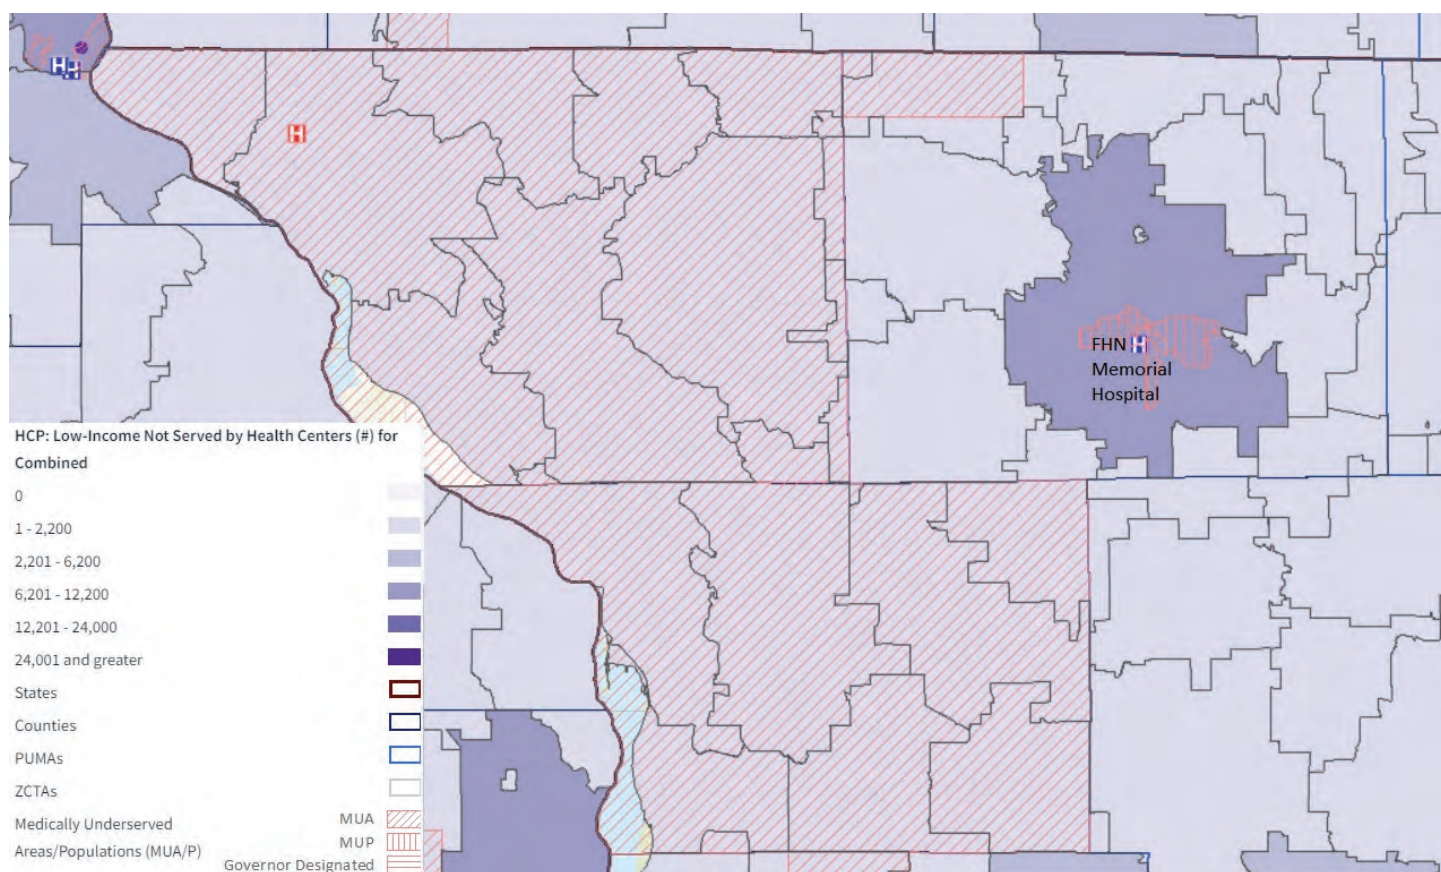 H
H
H
FHN H
Memorial
Hospital
HCP: Low-Income Not Served by Health Centers (#) for
Combined
0
1 - 2,200
2,201 - 6,200
6,201 - 12,200
12,201 - 24,000
24,001 and greater
States
Counties
PUMAs
ZCTAs
Medically Underserved
Areas/Populations (MUA/P)
MUA
MUP
Governor Designated